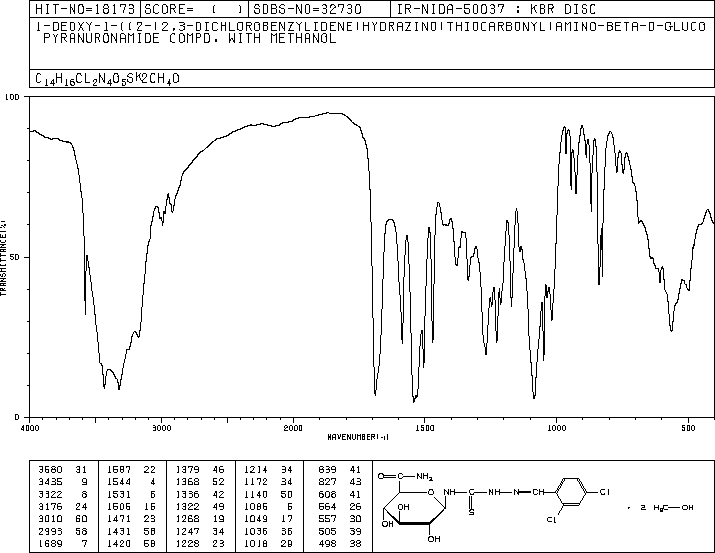 HIT-NO=18173 SCORE= ( ) SDBS-NO=32730 IR-NIDA-50037 : KBR DISC
1-DEOXY-1-((2-(2,3-DICHLOROBENZYLIDENE)HYDRAZINO)THIOCARBONYL)AMINO-BETA-D-GLUCO
PYRANURONAMIDE COMPD. WITH METHANOL
C14H16CL2N4O5S*2CH4O
100
50
0
TRANSMITTANCE(%)
4000 3000 2000 1500 1000 500
WAVENUMBER(-1)
3580 31 1587 22 1379 46 1214 34 839 41
3435 9 1544 4 1368 52 1172 34 827 43
3322 8 1531 5 1336 42 1140 50 608 41
3176 24 1506 15 1322 49 1086 5 564 26
3010 60 1471 23 1268 19 1049 17 557 30
2993 58 1431 58 1247 34 1036 36 505 39
1689 7 1420 58 1228 23 1018 29 498 38
O NH2
O NH C NH N CH Cl
OH S Cl
OH
OH
· 2 H3C OH